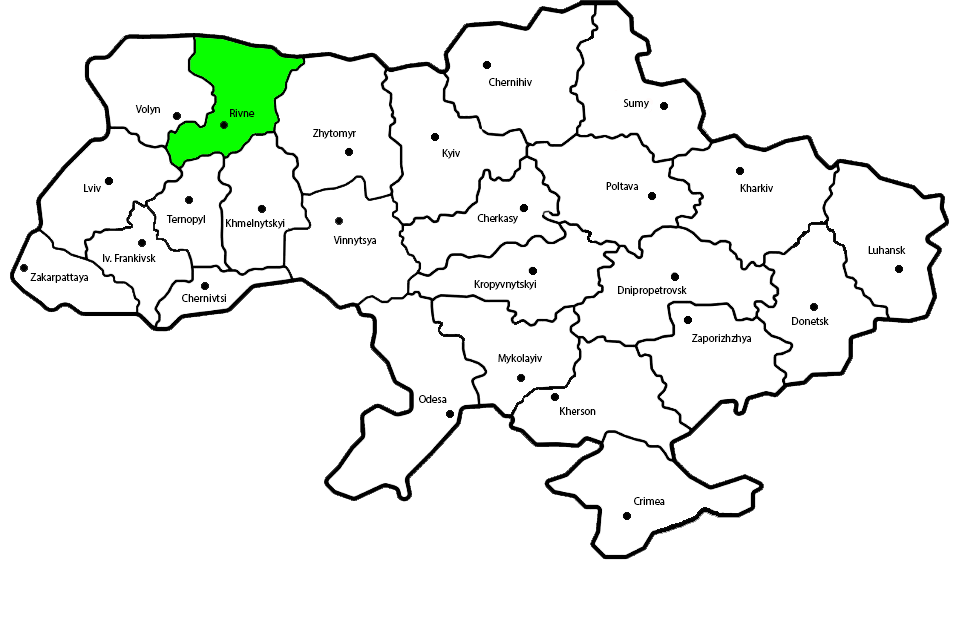 Chernihiv
Sumy
Volyn
Rivne
Zhytomyr
Kyiv
Lviv
Poltava
Kharkiv
Ternopyl
Khmelnytskyi
Cherkasy
Vinnytsya
Luhansk
Iv. Frankivsk
Zakarpattaya
Kropyvnytskyi
Dnipropetrovsk
Chernivtsi
Donetsk
Zaporizhzhya
Mykolayiv
Odesa
Kherson
Crimea